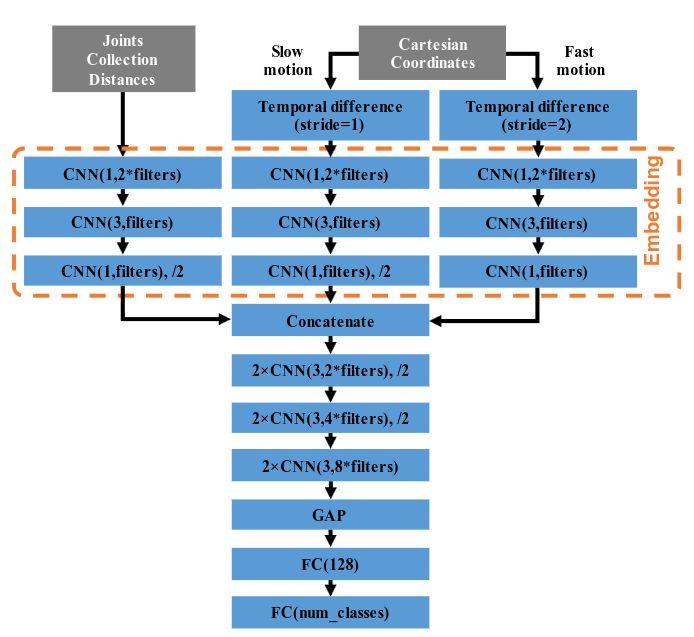 Joints
Collection
Distances
Slow
motion
Cartesian
Coordinates
Fast
motion
Temporal difference
(stride=1)
Temporal difference
(stride=2)
CNN(1,2*filters)
CNN(1,2*filters)
CNN(1,2*filters)
CNN(3,filters)
CNN(3,filters)
CNN(3,filters)
CNN(1,filters), /2
CNN(1,filters), /2
CNN(1,filters)
Embedding
Concatenate
2×CNN(3,2*filters), /2
2×CNN(3,4*filters), /2
2×CNN(3,8*filters)
GAP
FC(128)
FC(num_classes)